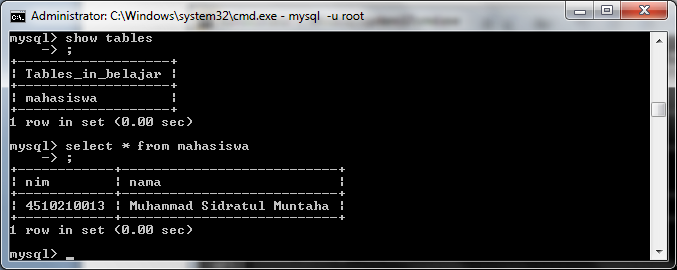 Administrator: C:\Windows\system32\cmd.exe - mysql -u root
mysql> show tables
    -> ;
+-------------------+
| Tables_in_belajar |
+-------------------+
| mahasiswa         |
+-------------------+
1 row in set (0.00 sec)
mysql> select * from mahasiswa
    -> ;
+------------+---------------------------+
| nim        | nama                      |
+------------+---------------------------+
| 4510210013 | Muhammad Sidratul Muntaha |
+------------+---------------------------+
1 row in set (0.00 sec)
mysql> _